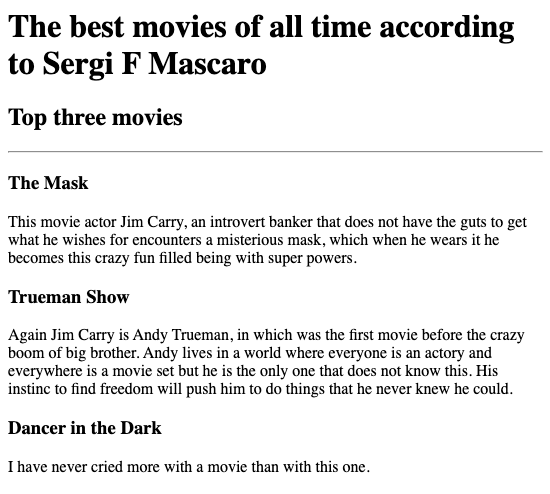 The best movies of all time according
to Sergi F Mascaro
Top three movies
The Mask
This movie actor Jim Carry, an introvert banker that does not have the guts to get
what he wishes for encounters a misterious mask, which when he wears it he
becomes this crazy fun filled being with super powers.
Trueman Show
Again Jim Carry is Andy Trueman, in which was the first movie before the crazy
boom of big brother. Andy lives in a world where everyone is an actory and
everywhere is a movie set but he is the only one that does not know this. His
instinc to find freedom will push him to do things that he never knew he could.
Dancer in the Dark
I have never cried more with a movie than with this one.